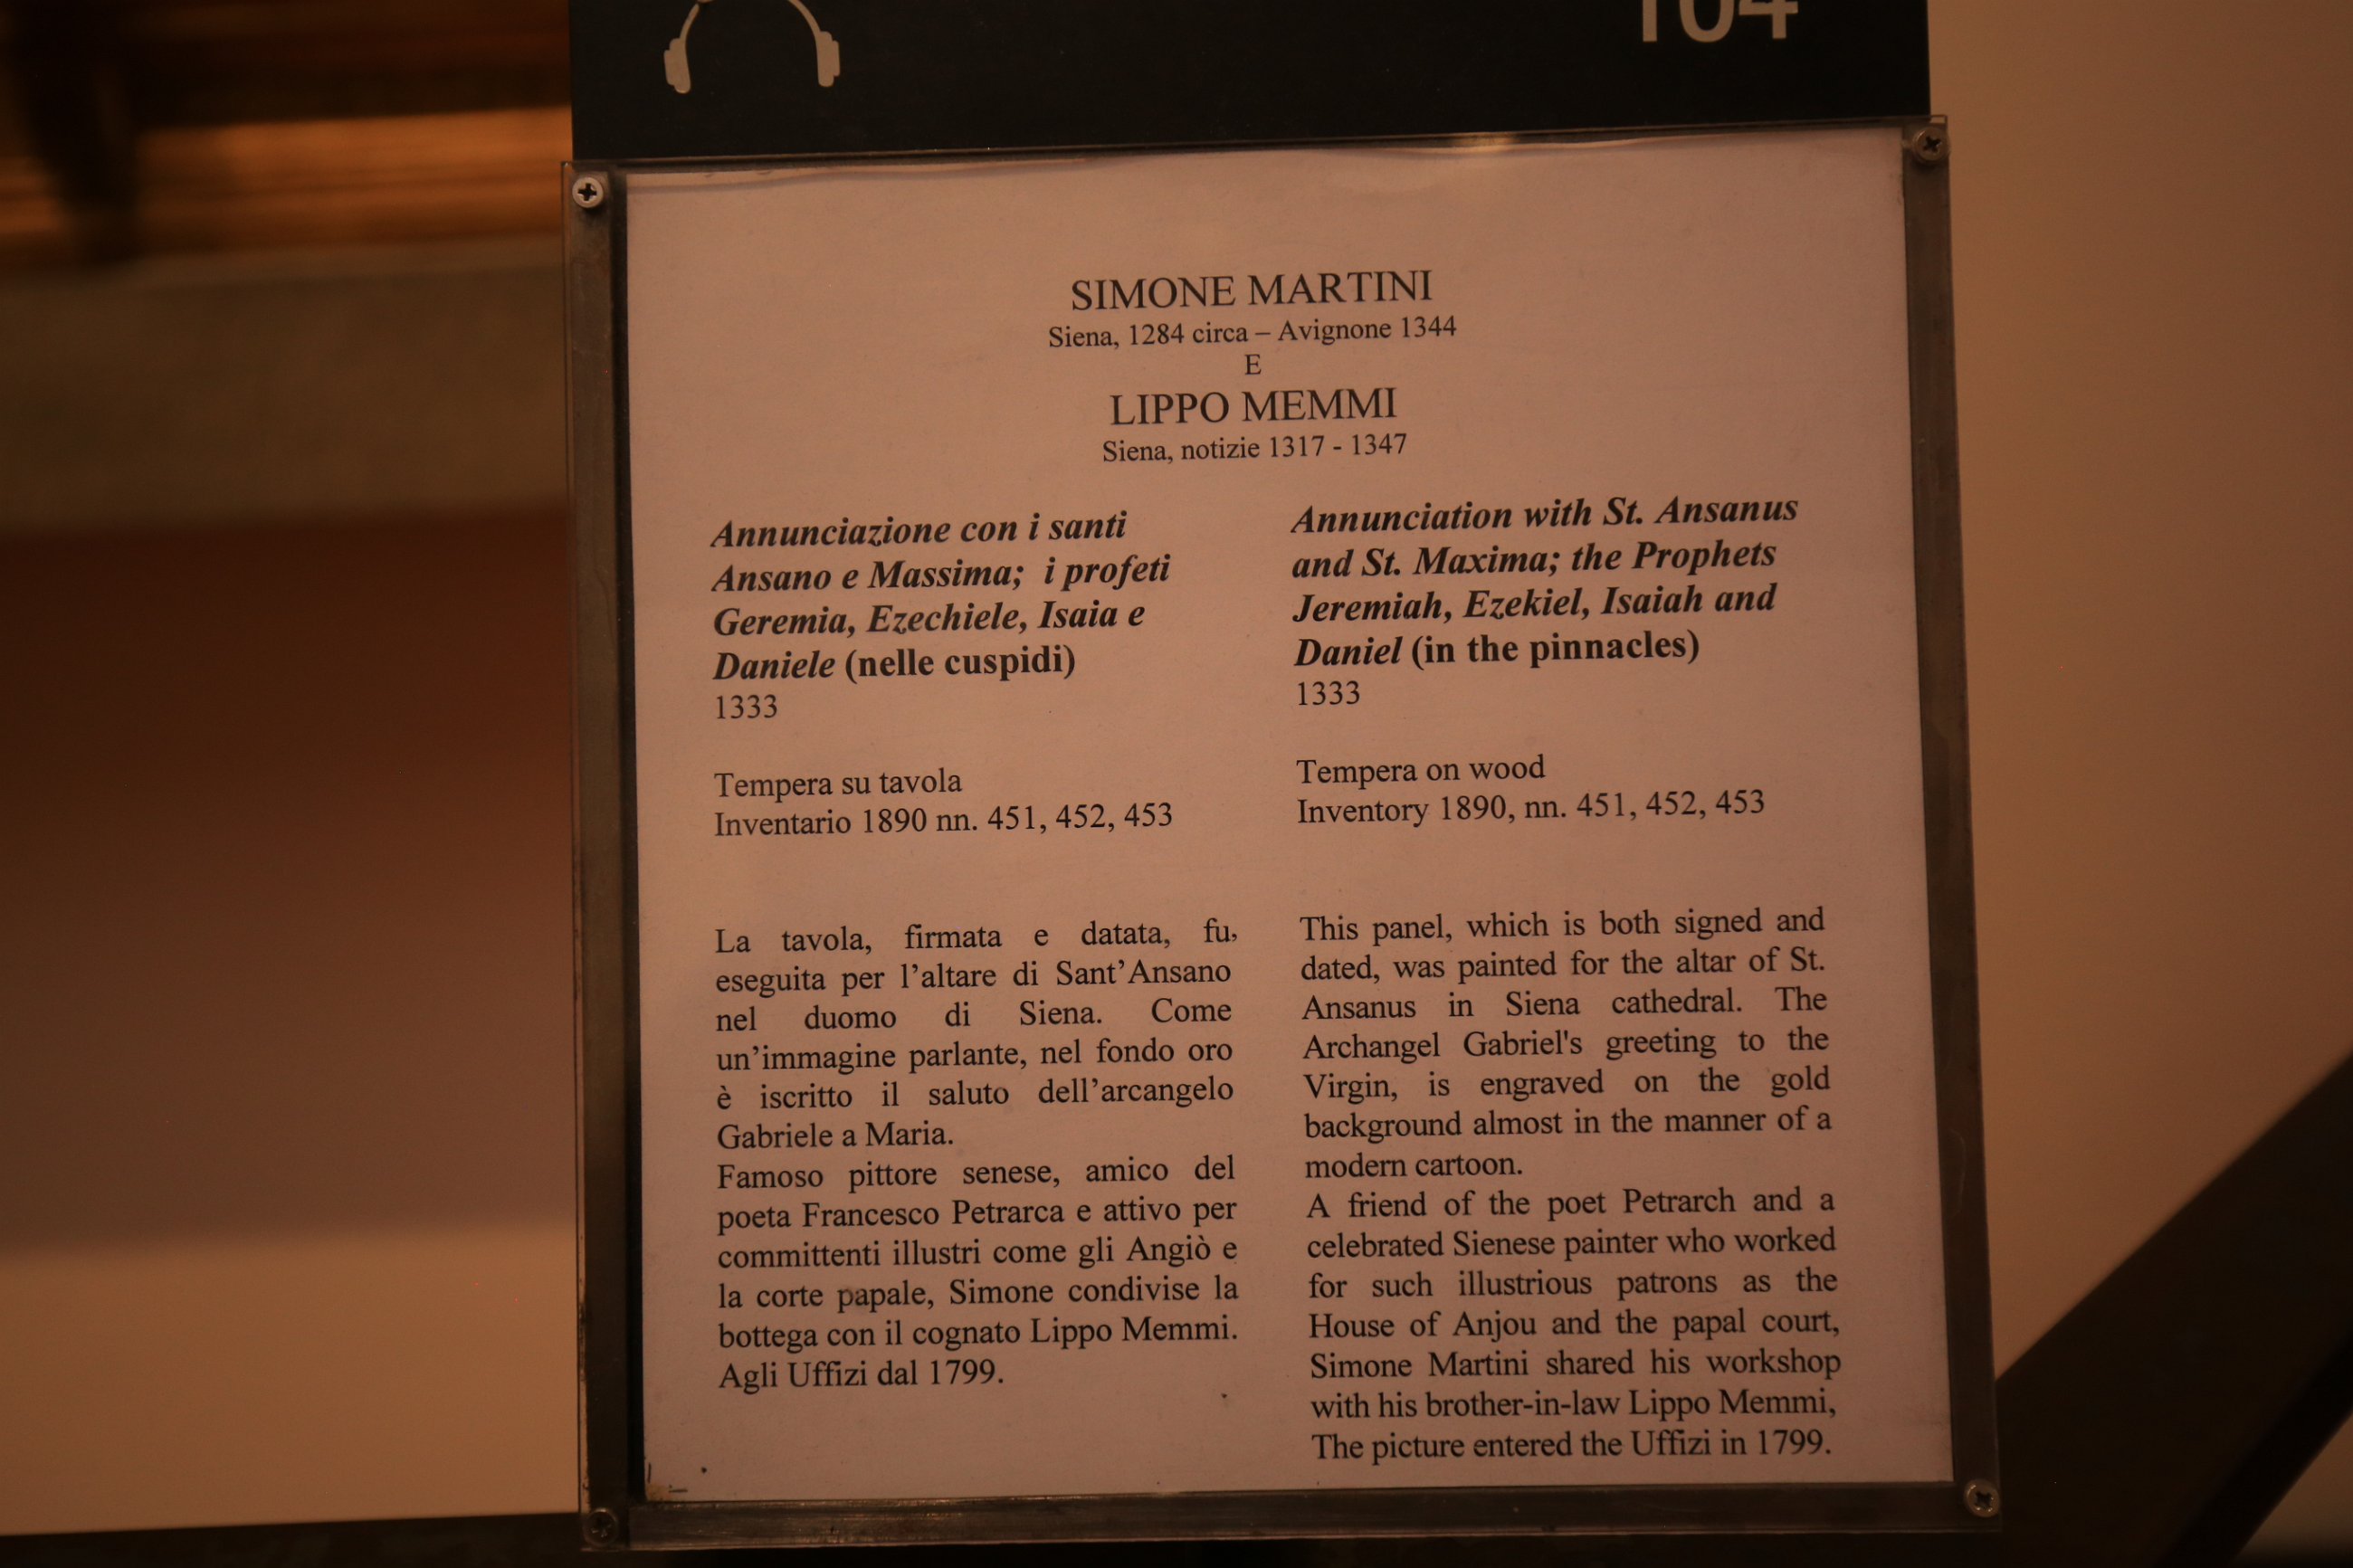 104
SIMONE MARTINI
Siena, 1284 circa – Avignone 1344
E
LIPPO MEMMI
Siena, notizie 1317 - 1347
Annunciazione con i santi
Ansano e Massima; i profeti
Geremia, Ezechiele, Isaia e
Daniele (nelle cuspidi)
1333
Tempera su tavola
Inventario 1890 nn. 451, 452, 453
La tavola, firmata e datata, fu,
eseguita per l’altare di Sant’Ansano
nel duomo di Siena. Come
un’immagine parlante, nel fondo oro
è iscritto il saluto dell’arcangelo
Gabriele a Maria.
Famoso pittore senese, amico del
poeta Francesco Petrarca e attivo per
committenti illustri come gli Angiò e
la corte papale, Simone condivise la
bottega con il cognato Lippo Memmi.
Agli Uffizi dal 1799.
Annunciation with St. Ansanus
and St. Maxima; the Prophets
Jeremiah, Ezekiel, Isaiah and
Daniel (in the pinnacles)
1333
Tempera on wood
Inventory 1890, nn. 451, 452, 453
This panel, which is both signed and
dated, was painted for the altar of St.
Ansanus in Siena cathedral. The
Archangel Gabriel's greeting to the
Virgin, is engraved on the gold
background almost in the manner of a
modern cartoon.
A friend of the poet Petrarch and a
celebrated Sienese painter who worked
for such illustrious patrons as the
House of Anjou and the papal court,
Simone Martini shared his workshop
with his brother-in-law Lippo Memmi,
The picture entered the Uffizi in 1799.